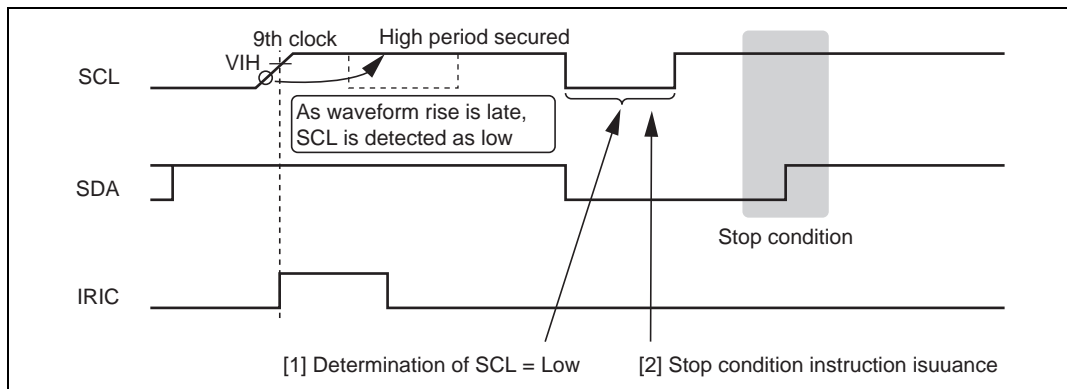 9th clock
High period secured
VIH
SCL
As waveform rise is late,
SCL is detected as low
SDA
Stop condition
IRIC
[1] Determination of SCL = Low
[2] Stop condition instruction isuuance